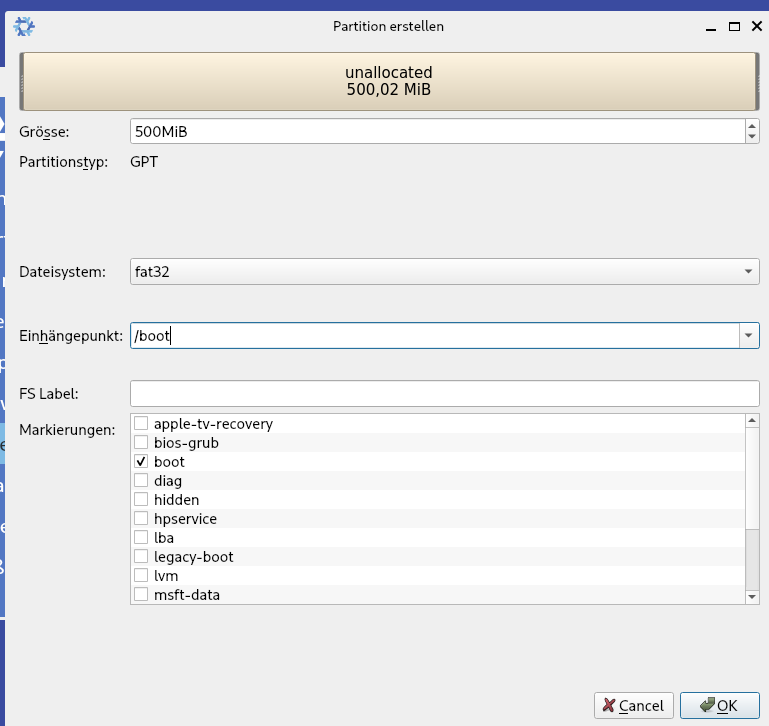 Partition erstellen
unallocated
500,02 MiB
Grösse:
500MiB
Partitionstyp:
GPT
Dateisystem:
fat32
Einhängepunkt:
/boot
FS Label:
Markierungen:
apple-tv-recovery
bios-grub
boot
diag
hidden
hpservice
lba
legacy-boot
lvm
msft-data
Cancel
OK